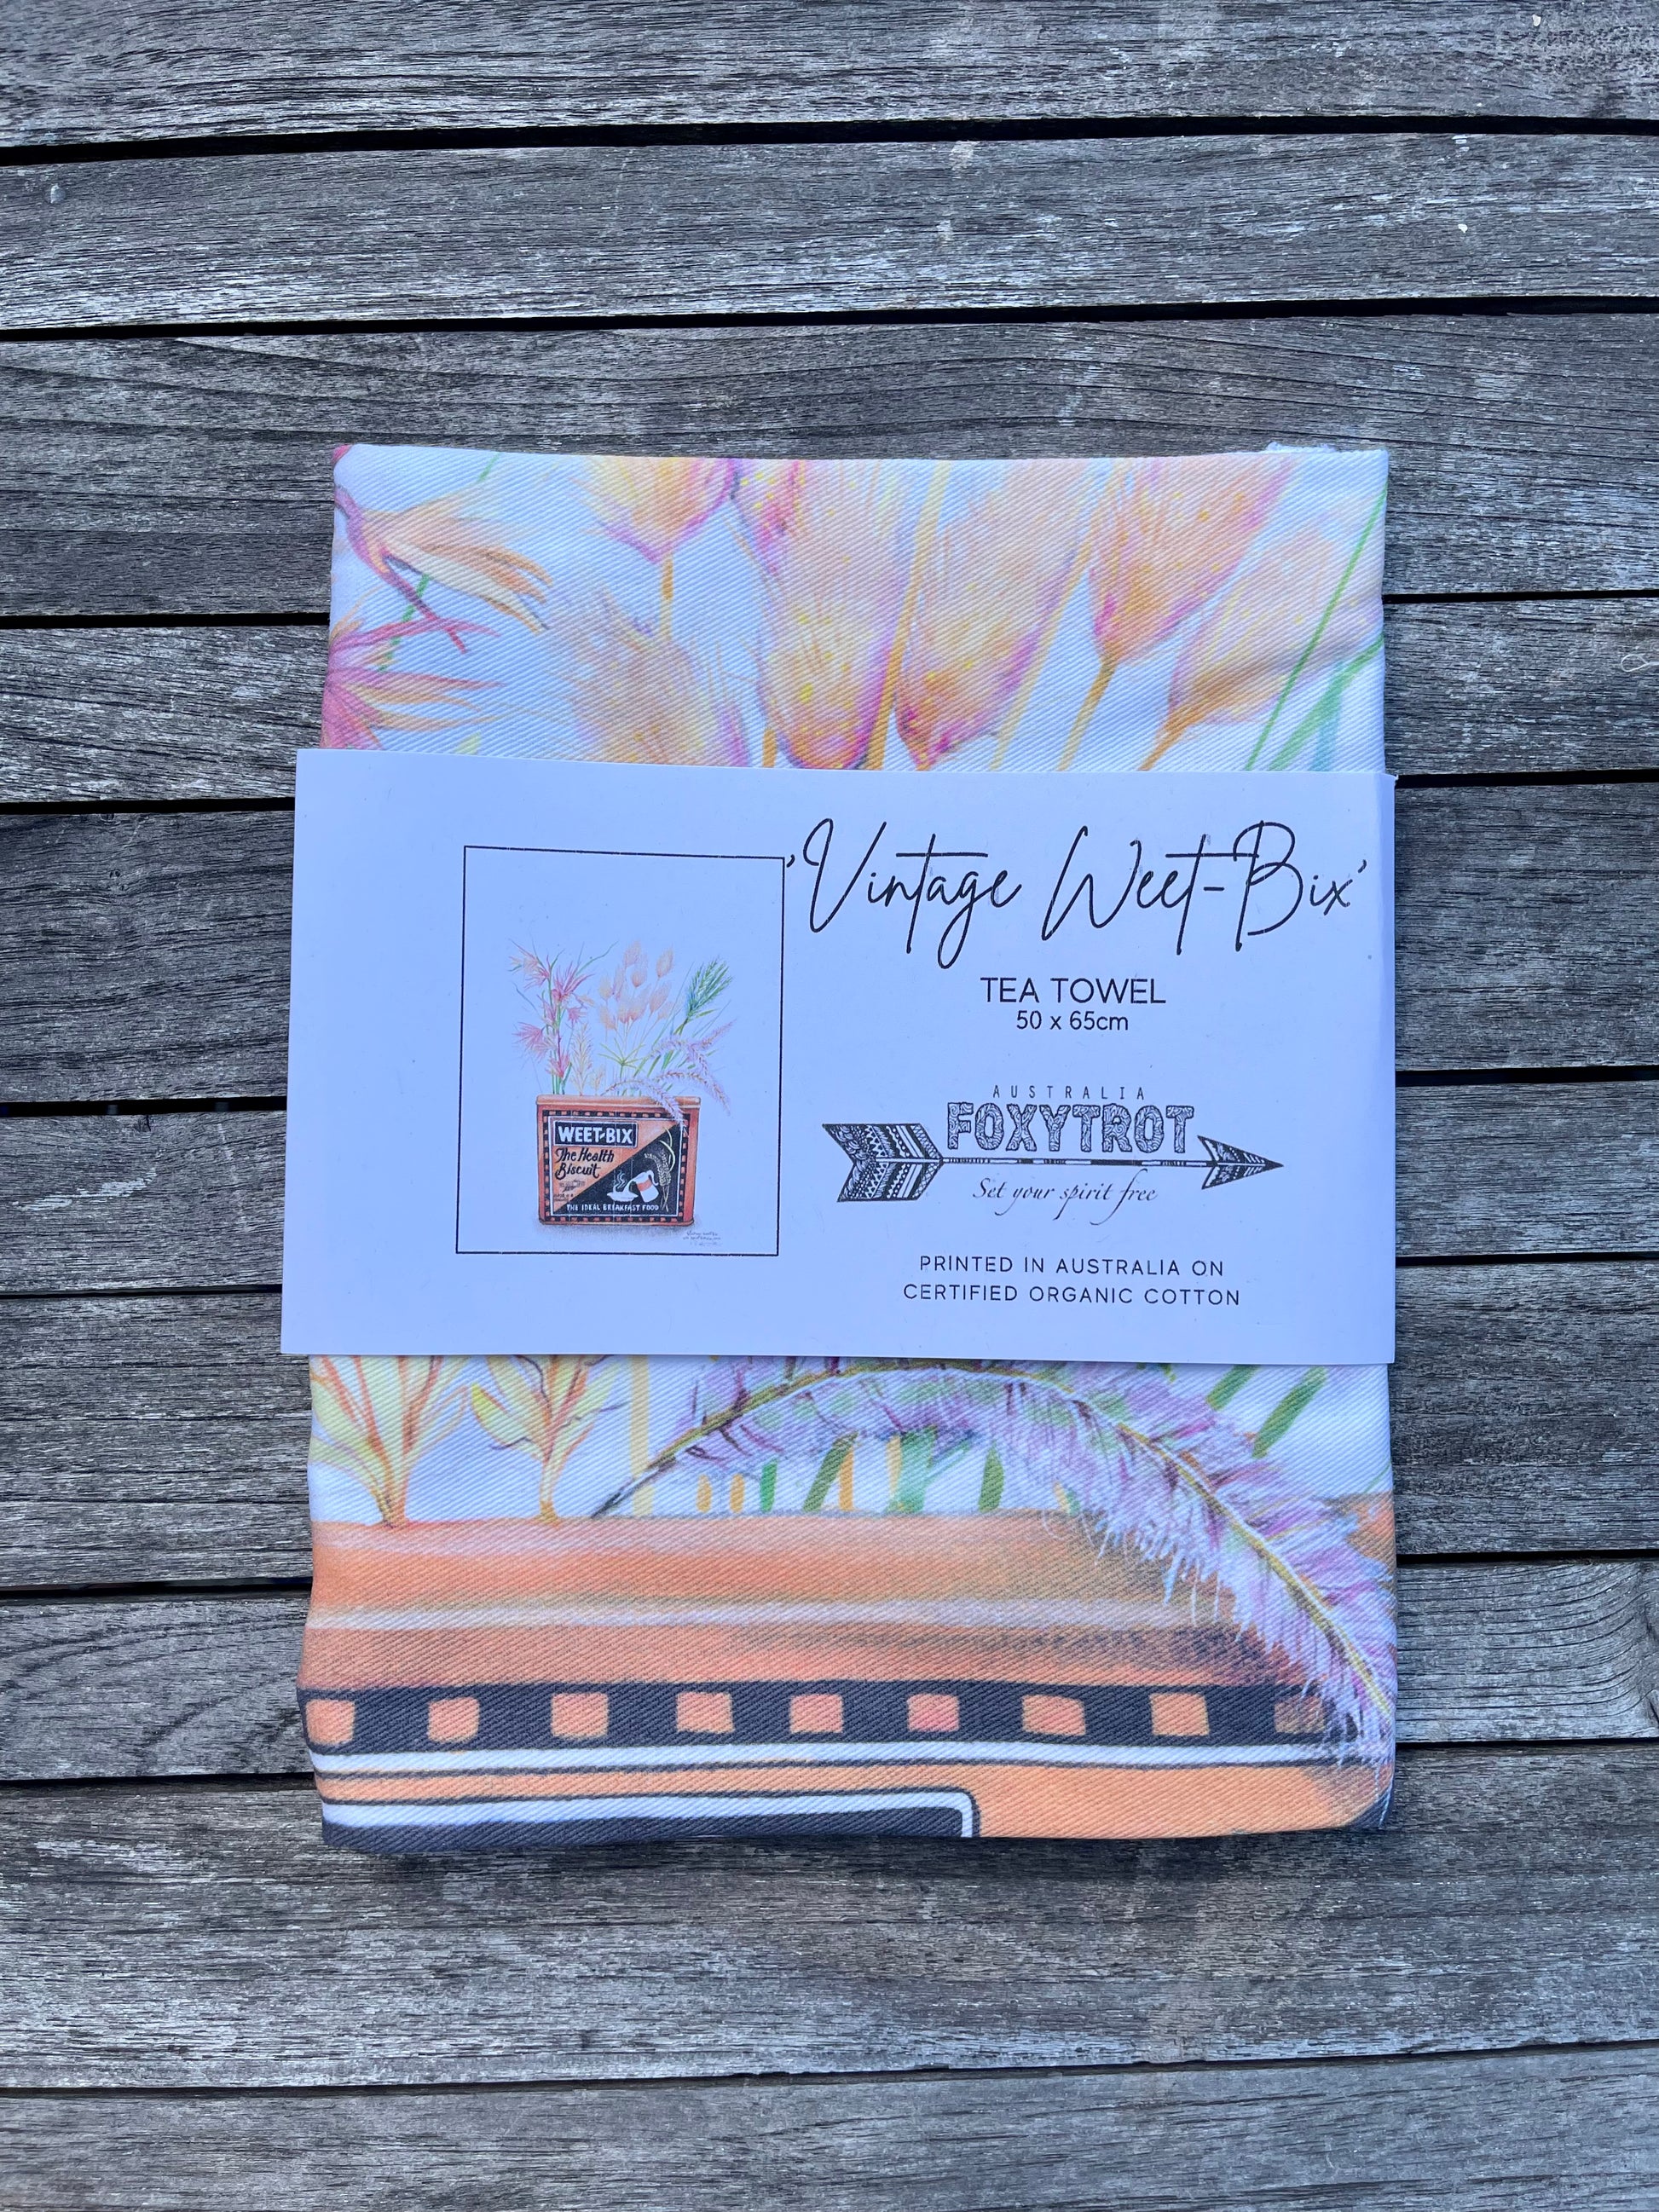 'Vintage Weet-Bix'
TEA TOWEL
50 x 65cm
AUSTRALIA
FOXYTROT
Set your spirit free
PRINTED IN AUSTRALIA ON
CERTIFIED ORGANIC COTTON
WEET-BIX
The Health
Biscuit
THE IDEAL BREAKFAST FOOD